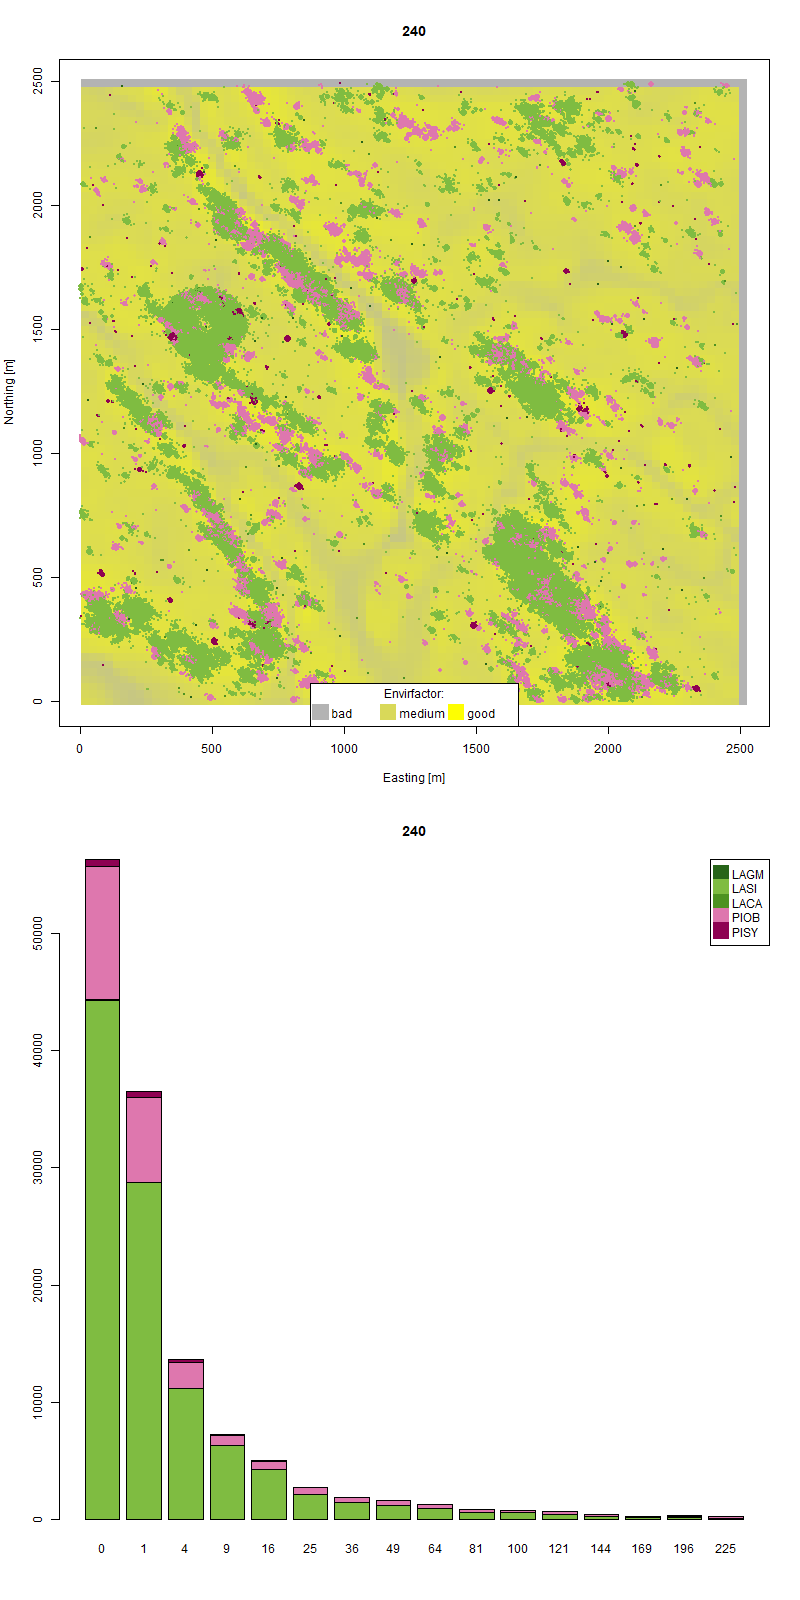 240
Northing [m]
2500
2000
1500
1000
500
0
Envirfactor:
bad medium good
0 500 1000 1500 2000 2500
Easting [m]
240
50000
40000
30000
20000
10000
0
LAGM
LASI
LACA
PIOB
PISY
0 1 4 9 16 25 36 49 64 81 100 121 144 169 196 225